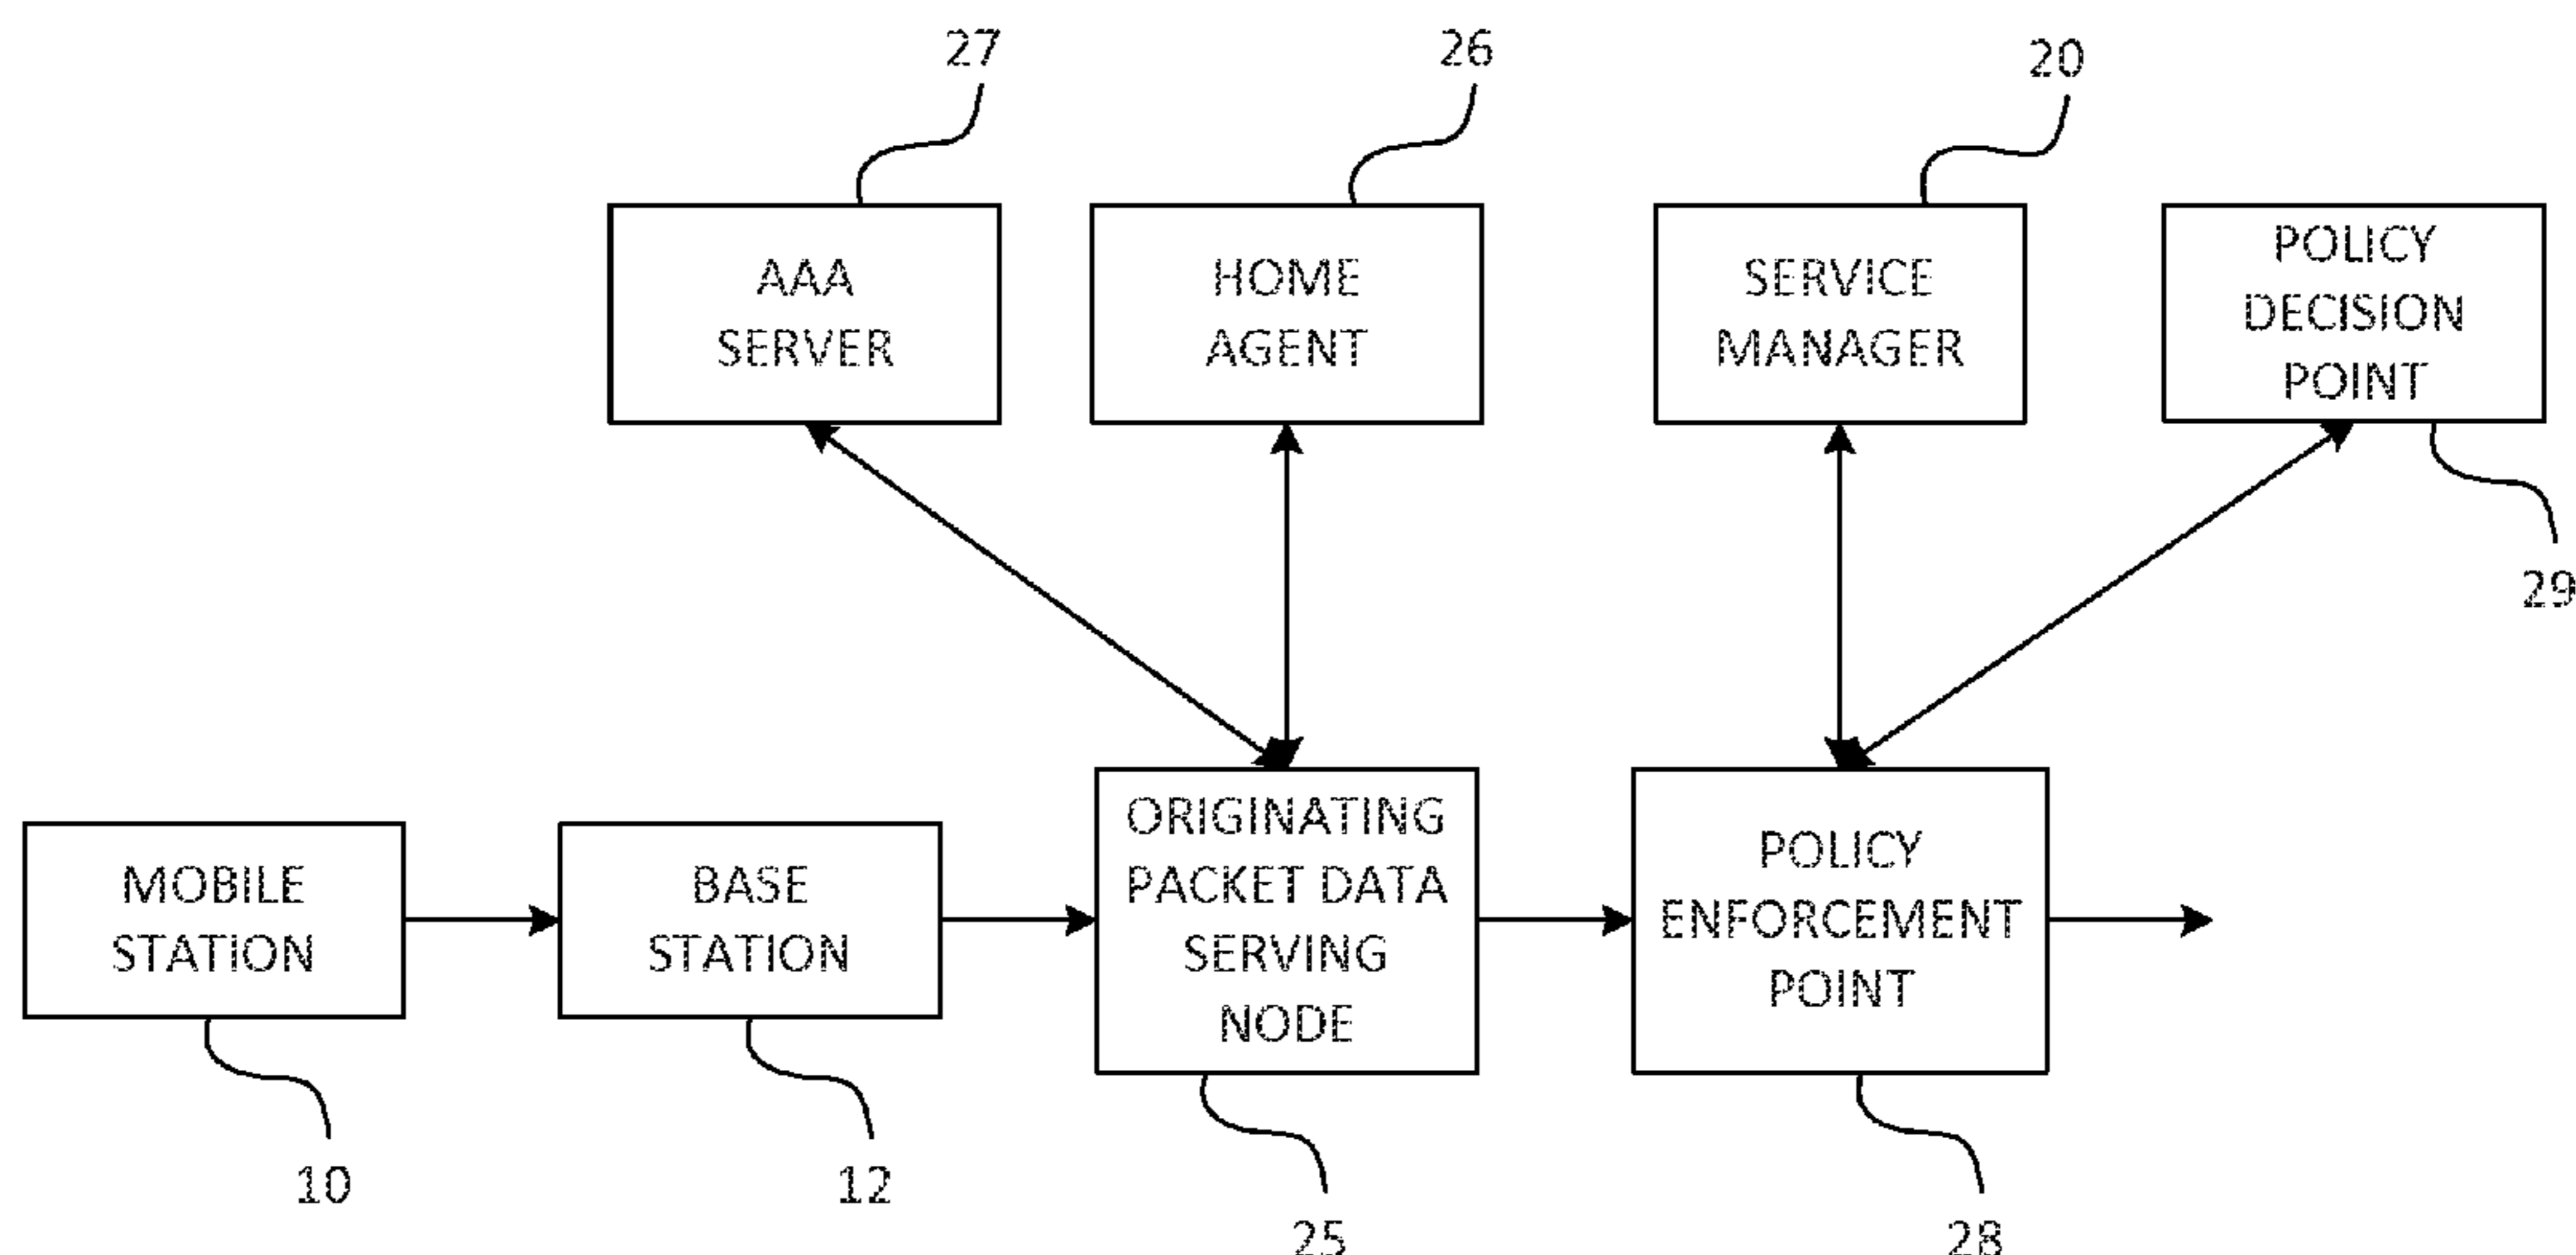 27
26
20
AAA
SERVER
HOME
AGENT
SERVICE
MANAGER
POLICY
DECISION
POINT
29
MOBILE
STATION
BASE
STATION
ORIGINATING
PACKET DATA
SERVING
NODE
POLICY
ENFORCEMENT
POINT
10
12
25
28